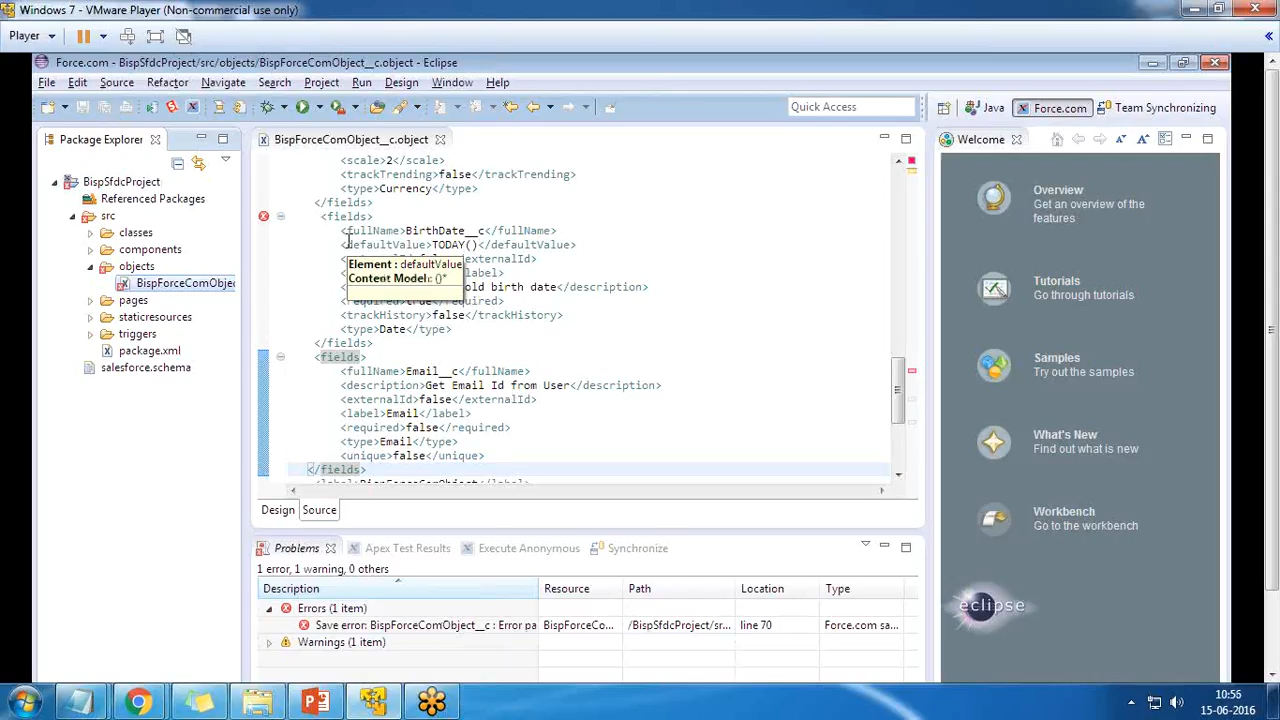 Windows 7 - VMware Player (Non-commercial use only)
Player
Force.com - BispSfdcProject/src/objects/BispForceComObject__c.object - Eclipse
File Edit Source Refactor Navigate Search Project Run Design Window Help
Quick Access
Java
Force.com
Team Synchronizing
Package Explorer
BispForceComObject__c.object
Welcome
BispSfdcProject
Referenced Packages
src
classes
components
objects
BispForceComObjec
pages
staticresources
triggers
package.xml
salesforce.schema
<scale>2</scale>
<trackTrending>false</trackTrending>
<type>Currency</type>
</fields>
<fields>
<fullName>BirthDate__c</fullName>
<defaultValue>TODAY()</defaultValue>
externalId>
Element : defaultValue
label>
Content Model: ()*
old birth date</description>
<trackHistory>false</trackHistory>
<type>Date</type>
</fields>
<fields>
<fullName>Email__c</fullName>
<description>Get Email Id from User</description>
<externalId>false</externalId>
<label>Email</label>
<required>false</required>
<type>Email</type>
<unique>false</unique>
</fields>
Design Source
Overview
Get an overview of the
features
Tutorials
Go through tutorials
Samples
Try out the samples
What's New
Find out what is new
Workbench
Go to the workbench
eclipse
Problems
Apex Test Results
Execute Anonymous
Synchronize
1 error, 1 warning, 0 others
Description Resource Path Location Type
Errors (1 item)
Save error: BispForceComObject__c : Error pa BispForceCo... /BispSfdcProject/sr... line 70 Force.com sa...
Warnings (1 item)
10:56
15-06-2016